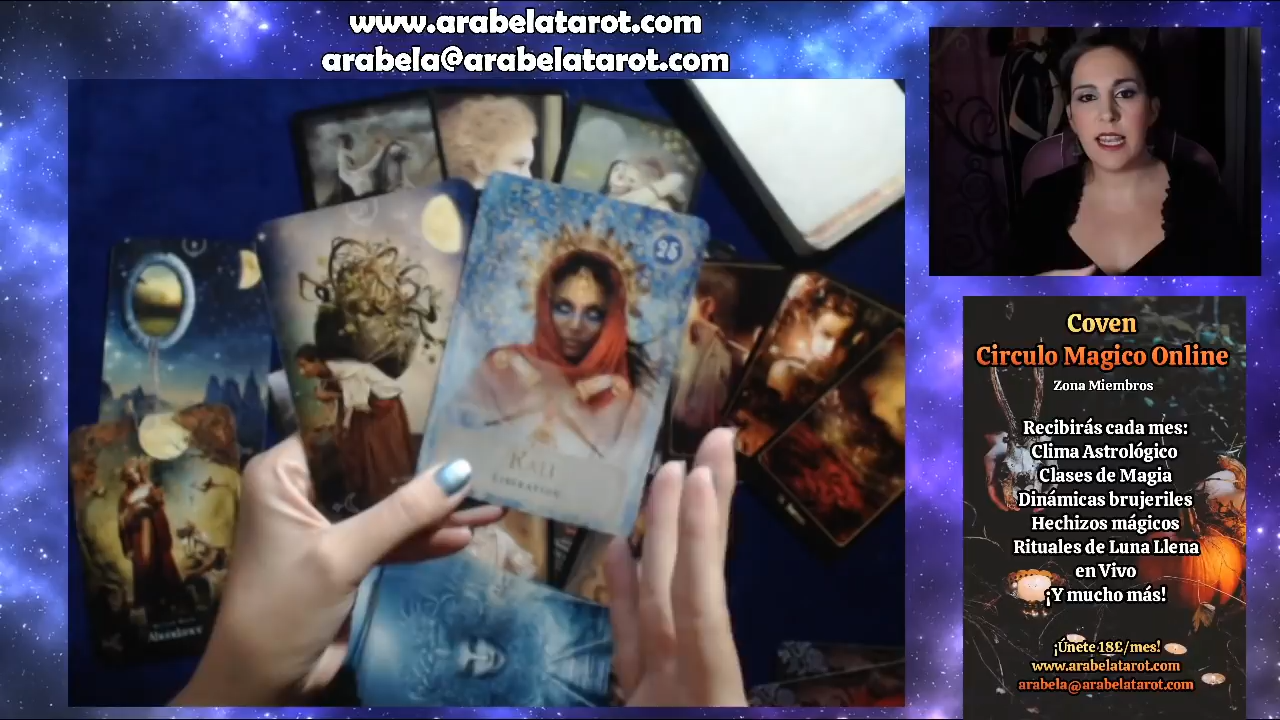 www.arabelatarot.com
arabela@arabelatarot.com
25
KALI
LIBERATION
Abundance
Coven
Circulo Magico Online
Zona Miembros
Recibirás cada mes:
Clima Astrológico
Clases de Magia
Dinámicas brujeriles
Hechizos mágicos
Rituales de Luna Llena
en Vivo
¡Y mucho más!
¡Únete 18£/mes!
www.arabelatarot.com
arabela@arabelatarot.com